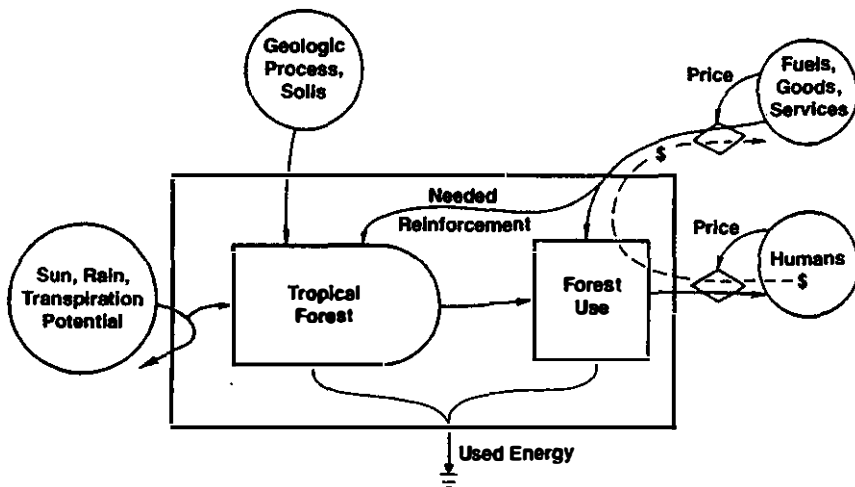 Geologic
Process,
Soils
Price
Fuels,
Goods,
Services
$
Needed
Reinforcement
Price
Sun, Rain,
Transpiration
Potential
Tropical
Forest
Forest
Use
Humans
$
Used Energy